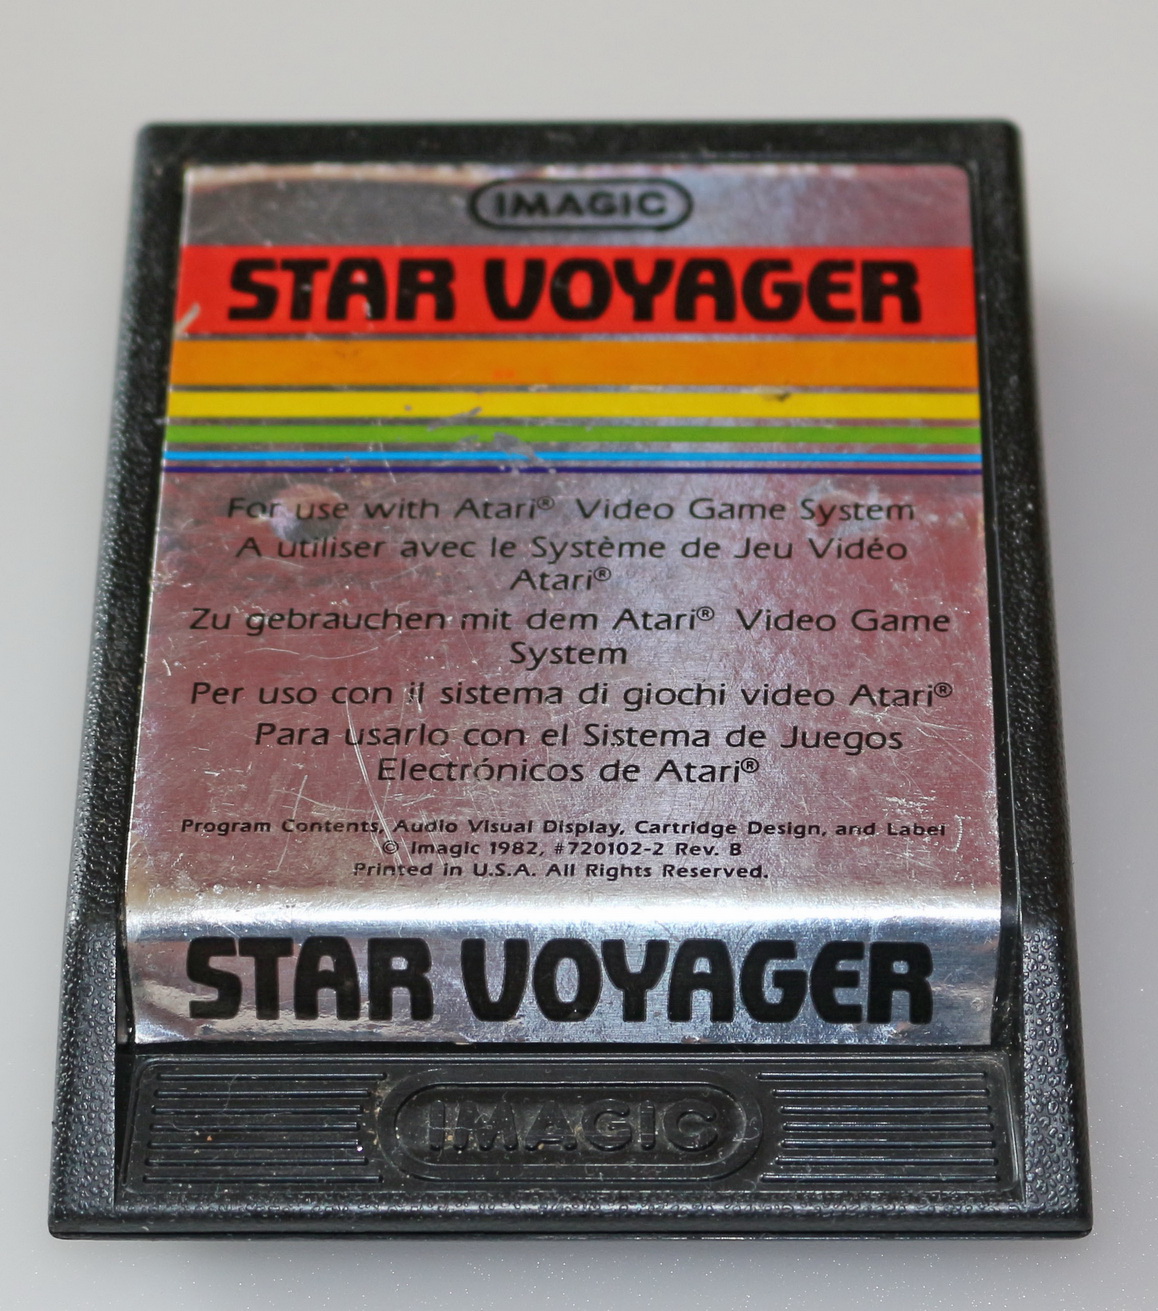 IMAGIC
STAR VOYAGER
For use with Atari® Video Game System
A utiliser avec le Système de Jeu Vidéo
Atari®
Zu gebrauchen mit dem Atari® Video Game
System
Per uso con il sistema di giochi video Atari®
Para usarlo con el Sistema de Juegos
Electrónicos de Atari®
Program Contents, Audio Visual Display, Cartridge Design, and Label
© Imagic 1982, #720102-2 Rev. B
Printed in U.S.A. All Rights Reserved.
STAR VOYAGER
IMAGIC